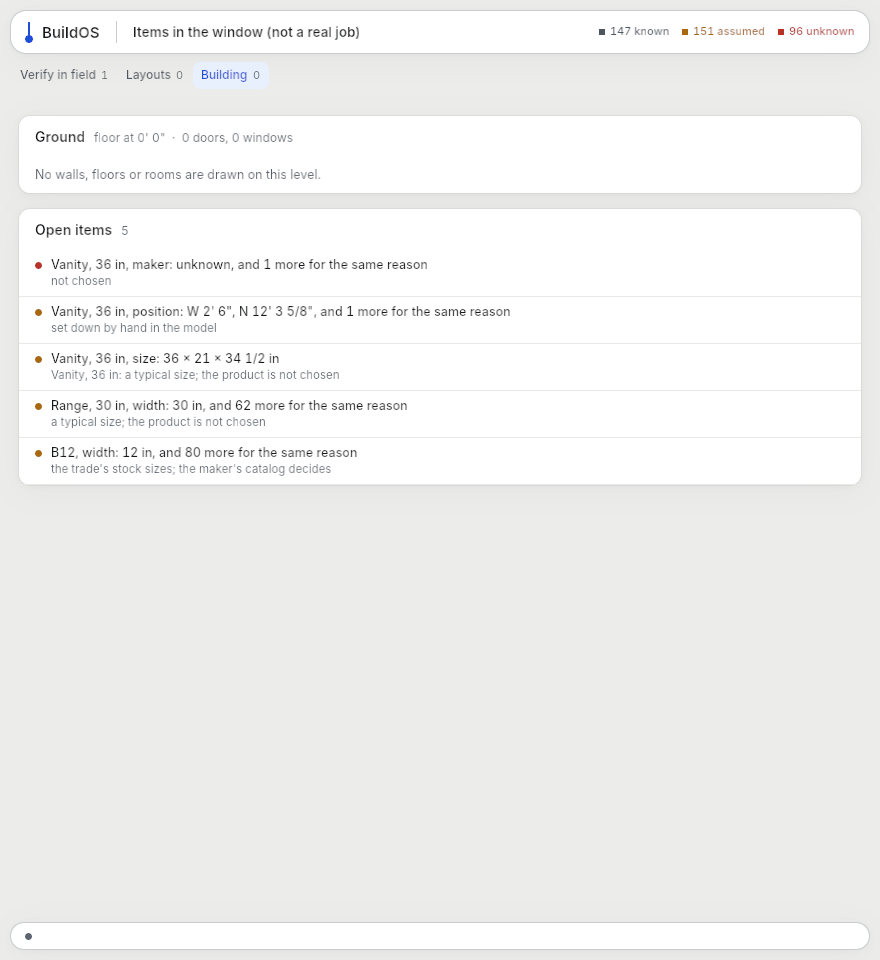 BuildOS Items in the window (not a real job) 147 known 151 assumed 96 unknown
Verify in field 1 Layouts 0 Building 0
Ground floor at 0' 0" · 0 doors, 0 windows
No walls, floors or rooms are drawn on this level.
Open items 5
Vanity, 36 in, maker: unknown, and 1 more for the same reason
not chosen
Vanity, 36 in, position: W 2' 6", N 12' 3 5/8", and 1 more for the same reason
set down by hand in the model
Vanity, 36 in, size: 36 × 21 × 34 1/2 in
Vanity, 36 in: a typical size; the product is not chosen
Range, 30 in, width: 30 in, and 62 more for the same reason
a typical size; the product is not chosen
B12, width: 12 in, and 80 more for the same reason
the trade's stock sizes; the maker's catalog decides